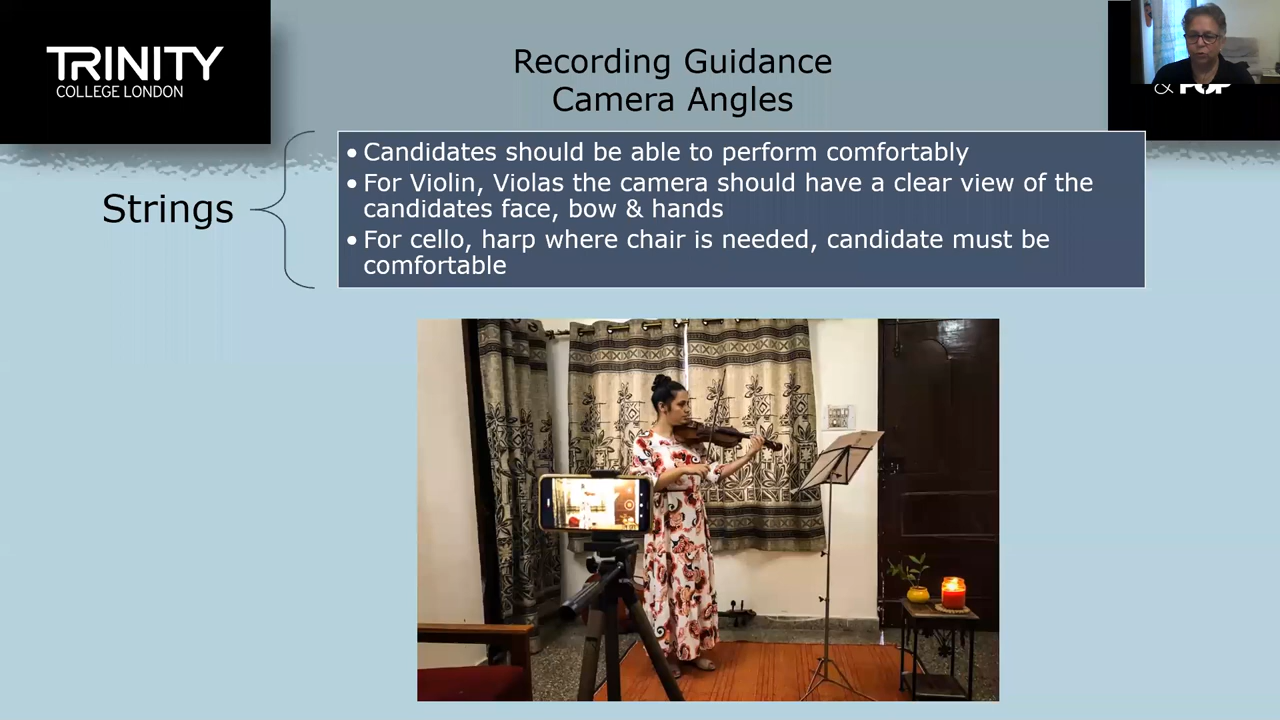 TRINITY
COLLEGE LONDON
Recording Guidance
Camera Angles
& POP
Strings
• Candidates should be able to perform comfortably
• For Violin, Violas the camera should have a clear view of the
candidates face, bow & hands
• For cello, harp where chair is needed, candidate must be
comfortable